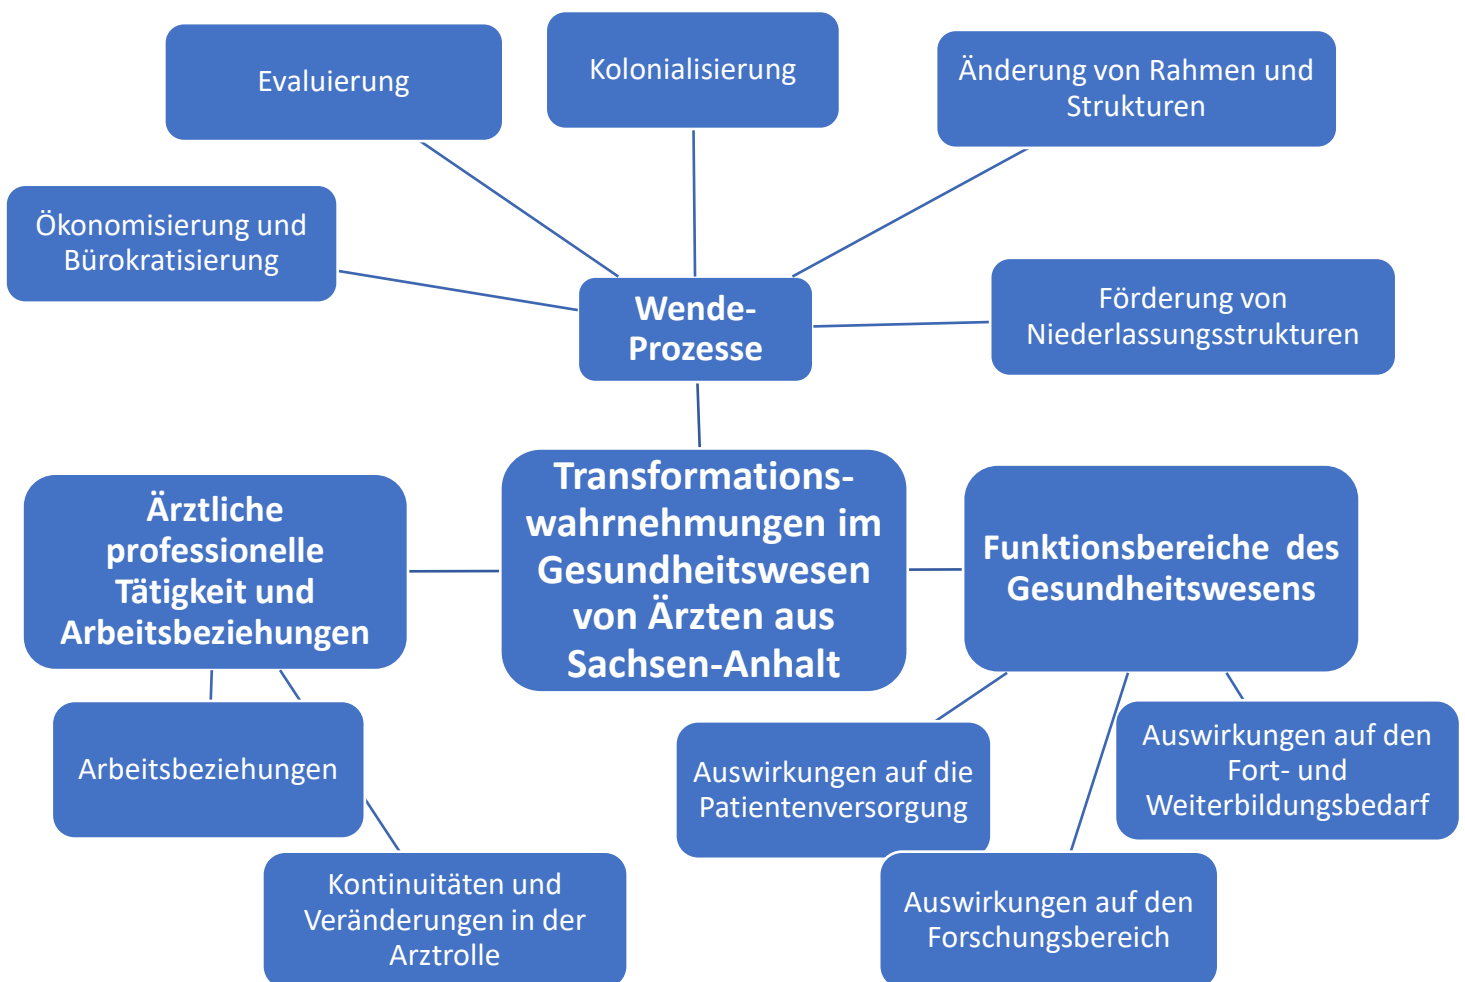 Evaluierung
Kolonialisierung
Änderung von Rahmen und
Strukturen
Ökonomisierung und
Bürokratisierung
Wende-
Prozesse
Förderung von
Niederlassungsstrukturen
Ärztliche
professionelle
Tätigkeit und
Arbeitsbeziehungen
Transformations-
wahrnehmungen im
Gesundheitswesen
von Ärzten aus
Sachsen-Anhalt
Funktionsbereiche des
Gesundheitswesens
Arbeitsbeziehungen
Kontinuitäten und
Veränderungen in der
Arztrolle
Auswirkungen auf die
Patientenversorgung
Auswirkungen auf den
Forschungsbereich
Auswirkungen auf den
Fort- und
Weiterbildungsbedarf